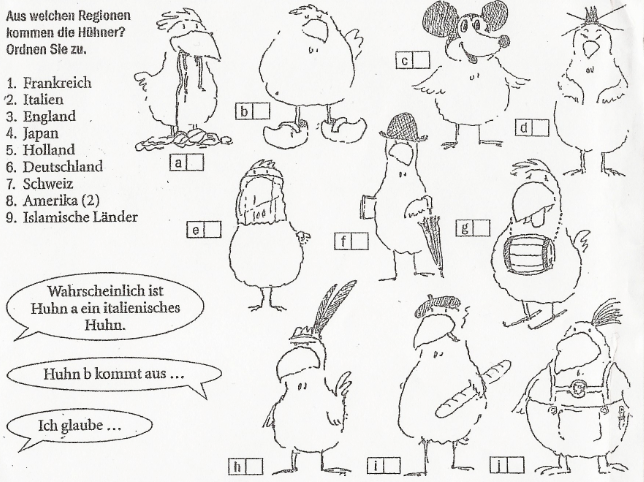 Aus welchen Regionen
kommen die Hühner?
Ordnen Sie zu.
1. Frankreich
2. Italien
3. England
4. Japan
5. Holland
6. Deutschland
7. Schweiz
8. Amerika (2)
9. Islamische Länder
a
b
c
d
e
f
g
Wahrscheinlich ist
Huhn a ein italienisches
Huhn.
Huhn b kommt aus ...
Ich glaube ...
h
i
j